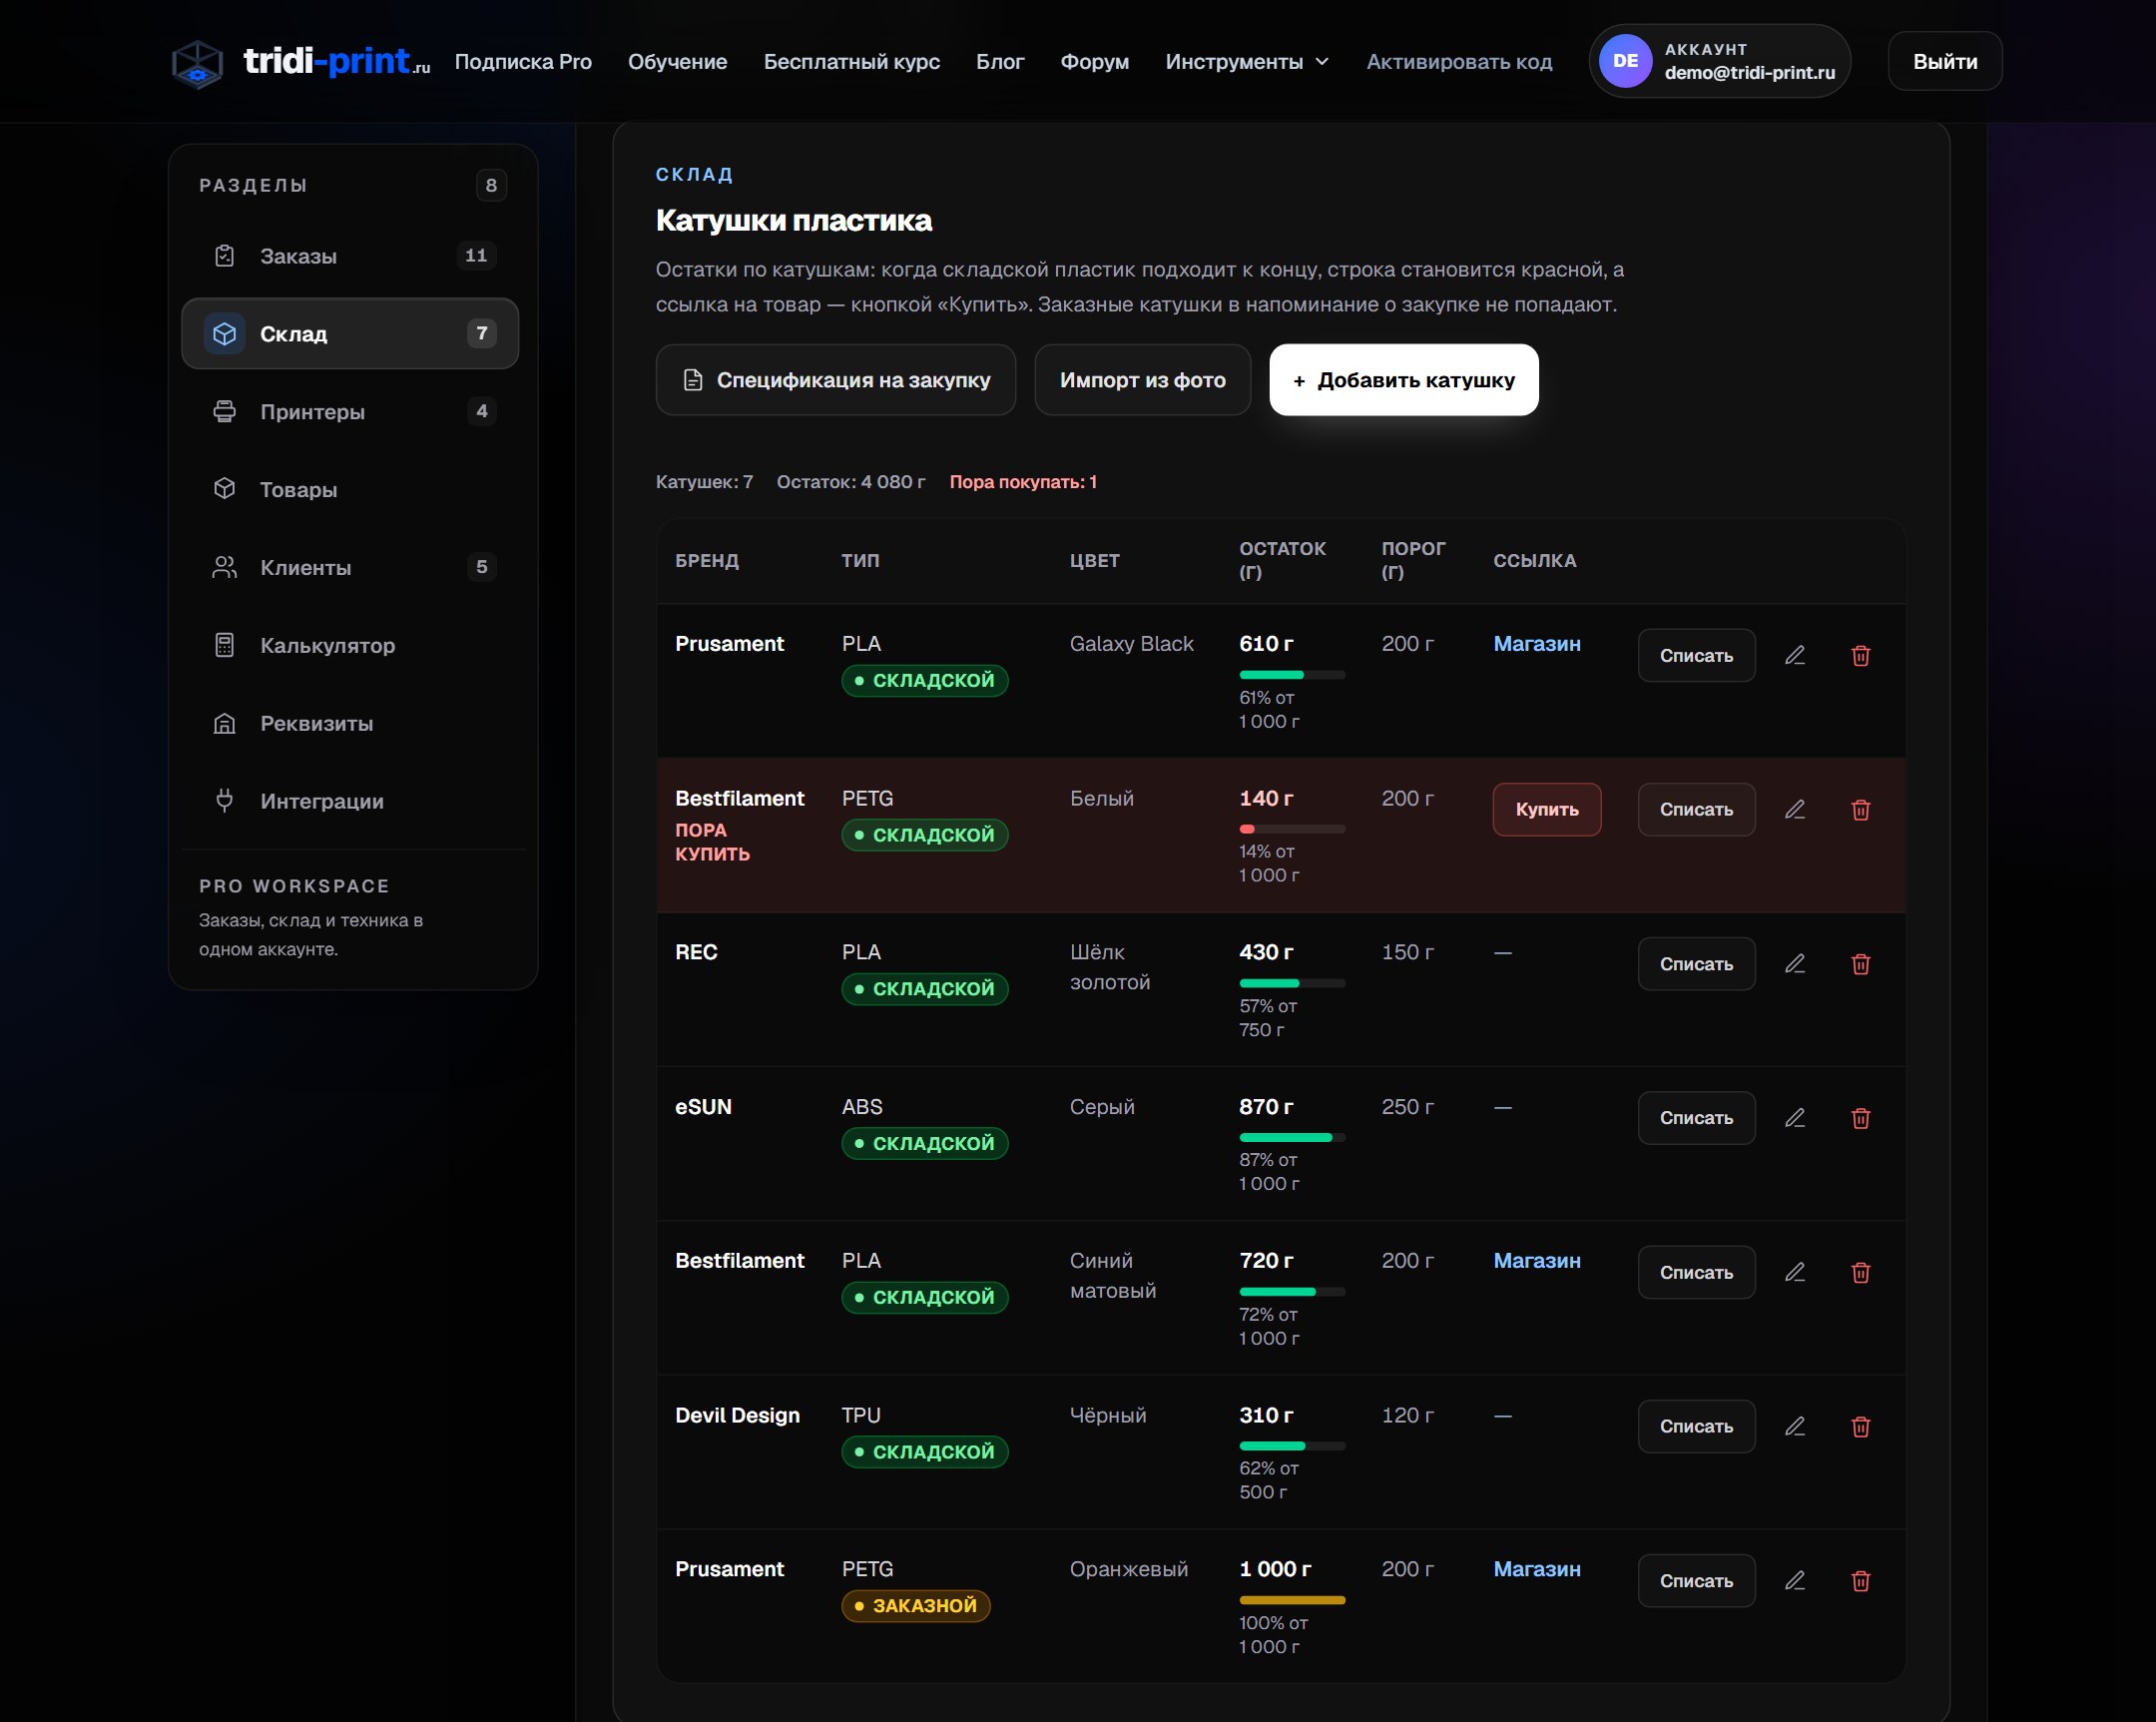 tridi-print.ru
Подписка Pro
Обучение
Бесплатный курс
Блог
Форум
Инструменты
Активировать код
DE
АККАУНТ
demo@tridi-print.ru
Выйти
РАЗДЕЛЫ 8
Заказы 11
Склад 7
Принтеры 4
Товары
Клиенты 5
Калькулятор
Реквизиты
Интеграции
PRO WORKSPACE
Заказы, склад и техника в
одном аккаунте.
СКЛАД
Катушки пластика
Остатки по катушкам: когда складской пластик подходит к концу, строка становится красной, а
ссылка на товар — кнопкой «Купить». Заказные катушки в напоминание о закупке не попадают.
Спецификация на закупку
Импорт из фото
+ Добавить катушку
Катушек: 7 Остаток: 4 080 г Пора покупать: 1
БРЕНД ТИП ЦВЕТ ОСТАТОК (Г) ПОРОГ (Г) ССЫЛКА
Prusament PLA Galaxy Black 610 г 200 г Магазин Списать
СКЛАДСКОЙ
61% от
1 000 г
Bestfilament PETG Белый 140 г 200 г Купить Списать
ПОРА
КУПИТЬ
СКЛАДСКОЙ
14% от
1 000 г
REC PLA Шёлк 430 г 150 г — Списать
золотой
СКЛАДСКОЙ
57% от
750 г
eSUN ABS Серый 870 г 250 г — Списать
СКЛАДСКОЙ
87% от
1 000 г
Bestfilament PLA Синий 720 г 200 г Магазин Списать
матовый
СКЛАДСКОЙ
72% от
1 000 г
Devil Design TPU Чёрный 310 г 120 г — Списать
СКЛАДСКОЙ
62% от
500 г
Prusament PETG Оранжевый 1 000 г 200 г Магазин Списать
ЗАКАЗНОЙ
100% от
1 000 г